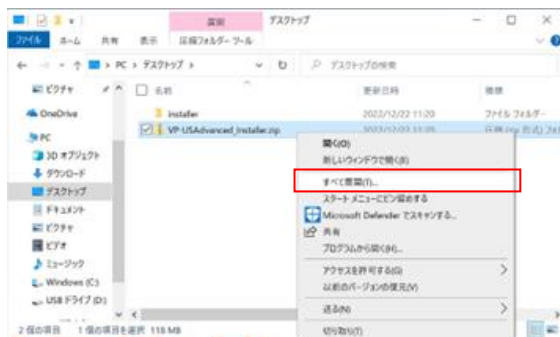 展開 デスクトップ
ファイル ホーム 共有 表示 圧縮フォルダー ツール
PC デスクトップ デスクトップの検索
ピクチャ
OneDrive
PC
3D オブジェクト
ダウンロード
デスクトップ
ドキュメント
ピクチャ
ビデオ
ミュージック
Windows (C:)
USB ドライブ (D:)
名前 更新日時 種類
installer 2022/12/22 11:20 ファイル フォルダー
VP-USAdvanced_Installer.zip
開く(O)
新しいウィンドウで開く(E)
すべて展開(T)...
スタート メニューにピン留めする
Microsoft Defender でスキャンする...
共有
プログラムから開く(H)...
アクセスを許可する(G)
以前のバージョンの復元(V)
送る(N)
切り取り(T)
2 個の項目 1 個の項目を選択 118 MB